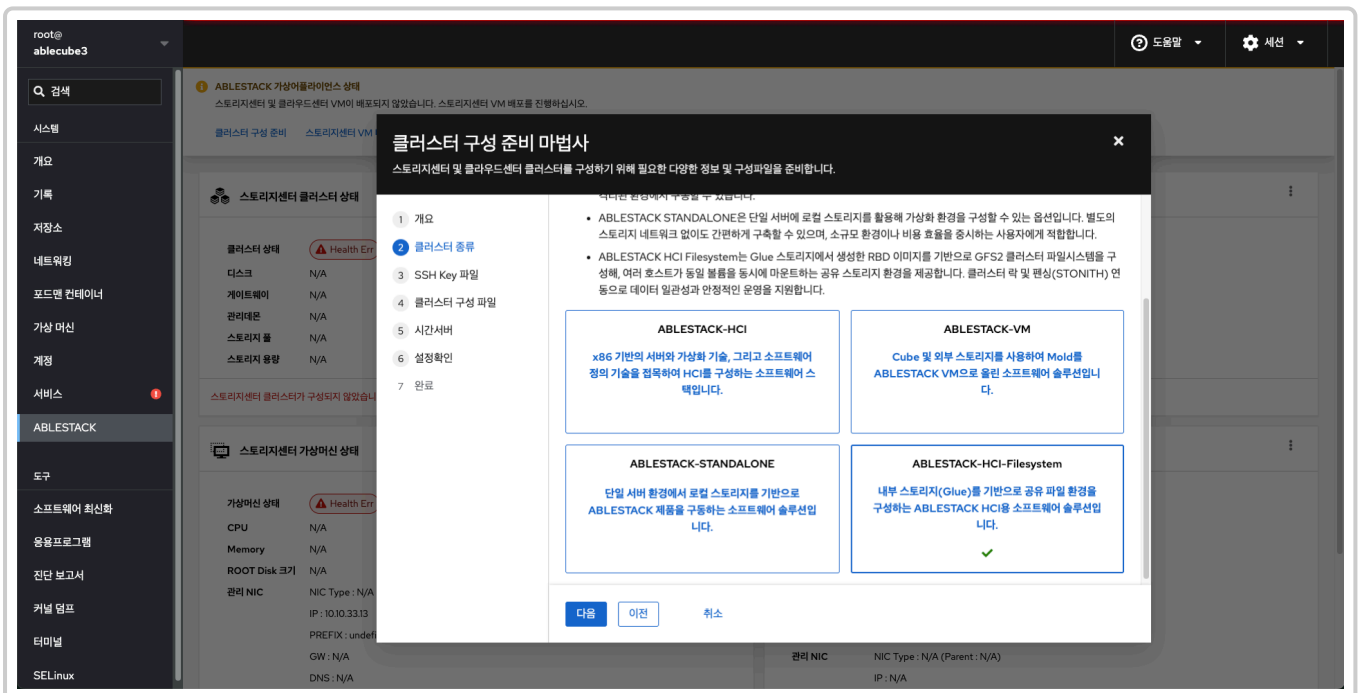 root@
ablecube3
도움말
세션
검색
시스템
개요
기록
저장소
네트워킹
포드맨 컨테이너
가상 머신
계정
서비스
ABLESTACK
도구
소프트웨어 최신화
응용프로그램
진단 보고서
커널 덤프
터미널
SELinux
ABLESTACK 가상어플라이언스 상태
스토리지센터 및 클라우드센터 VM이 배포되지 않았습니다. 스토리지센터 VM 배포를 진행하십시오.
클러스터 구성 준비
스토리지센터 VM
스토리지센터 클러스터 상태
클러스터 상태
Health Err
디스크
N/A
게이트웨이
N/A
관리데몬
N/A
스토리지 풀
N/A
스토리지 용량
N/A
스토리지센터 클러스터가 구성되지 않았습니
스토리지센터 가상머신 상태
가상머신 상태
Health Err
CPU
N/A
Memory
N/A
ROOT Disk 크기
N/A
관리 NIC
NIC Type : N/A
IP : 10.10.33.13
PREFIX : undefi
GW : N/A
DNS : N/A
클러스터 구성 준비 마법사
스토리지센터 및 클라우드센터 클러스터를 구성하기 위해 필요한 다양한 정보 및 구성파일을 준비합니다.
1 개요
2 클러스터 종류
3 SSH Key 파일
4 클러스터 구성 파일
5 시간서버
6 설정확인
7 완료
• ABLESTACK STANDALONE은 단일 서버에 로컬 스토리지를 활용해 가상화 환경을 구성할 수 있는 옵션입니다. 별도의
스토리지 네트워크 없이도 간편하게 구축할 수 있으며, 소규모 환경이나 비용 효율을 중시하는 사용자에게 적합합니다.
• ABLESTACK HCI Filesystem는 Glue 스토리지에서 생성한 RBD 이미지를 기반으로 GFS2 클러스터 파일시스템을 구
성해, 여러 호스트가 동일 볼륨을 동시에 마운트하는 공유 스토리지 환경을 제공합니다. 클러스터 락 및 펜싱(STONITH) 연
동으로 데이터 일관성과 안정적인 운영을 지원합니다.
ABLESTACK-HCI
x86 기반의 서버와 가상화 기술, 그리고 소프트웨어
정의 기술을 접목하여 HCI를 구성하는 소프트웨어 스
택입니다.
ABLESTACK-VM
Cube 및 외부 스토리지를 사용하여 Mold를
ABLESTACK VM으로 올린 소프트웨어 솔루션입니
다.
ABLESTACK-STANDALONE
단일 서버 환경에서 로컬 스토리지를 기반으로
ABLESTACK 제품을 구동하는 소프트웨어 솔루션입
니다.
ABLESTACK-HCI-Filesystem
내부 스토리지(Glue)를 기반으로 공유 파일 환경을
구성하는 ABLESTACK HCI용 소프트웨어 솔루션입
니다.
다음
이전
취소
관리 NIC
NIC Type : N/A (Parent : N/A)
IP : N/A